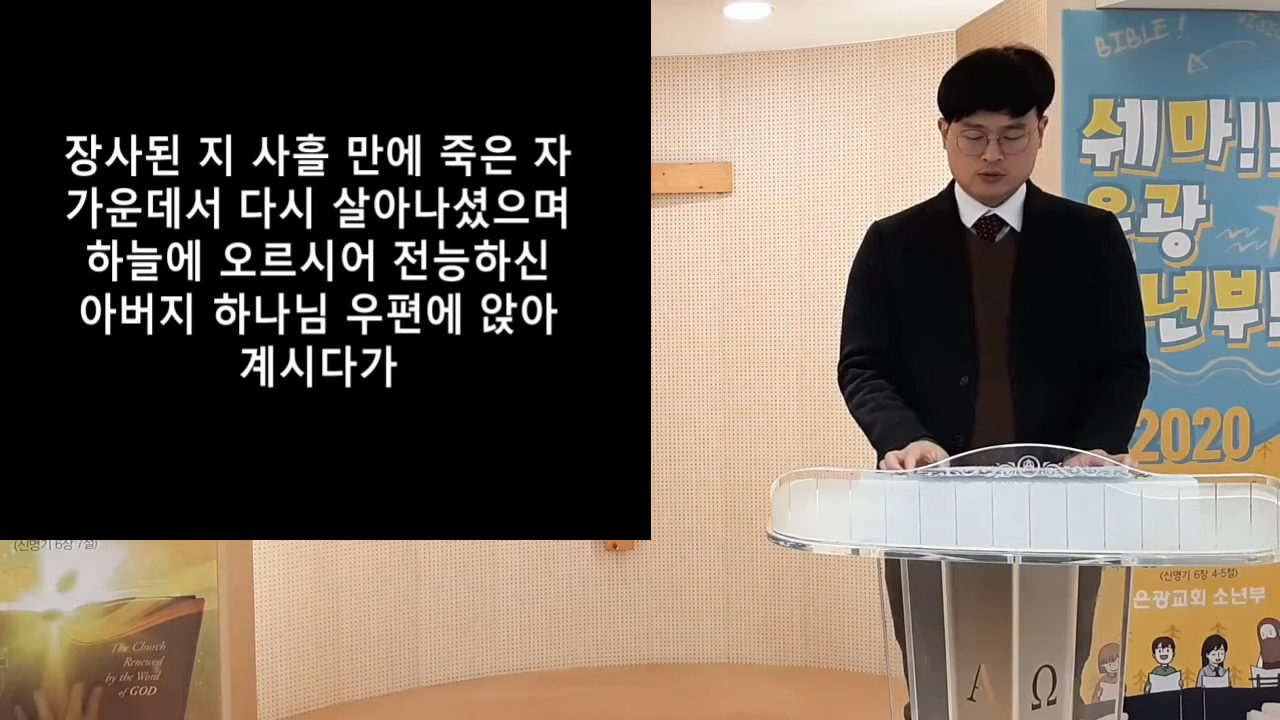 장사된 지 사흘 만에 죽은 자
가운데서 다시 살아나셨으며
하늘에 오르시어 전능하신
아버지 하나님 우편에 앉아
계시다가
BIBLE!
쉐마!!
은광
년부!
2020
(신명기 6장 7절)
The Church
Renewed
by the Word
of GOD
(신명기 6장 4-5절)
은광교회 소년부
Α Ω